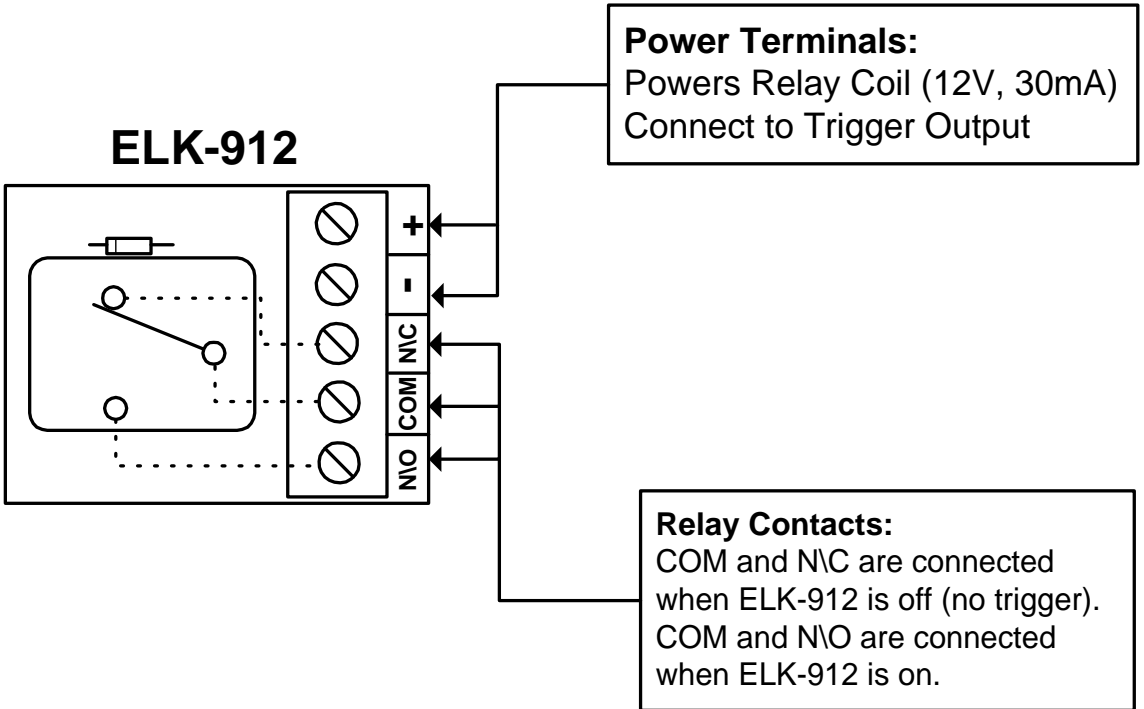 Power Terminals:
Powers Relay Coil (12V, 30mA)
Connect to Trigger Output
ELK-912
+
-
N\C
COM
N\O
Relay Contacts:
COM and N\C are connected
when ELK-912 is off (no trigger).
COM and N\O are connected
when ELK-912 is on.